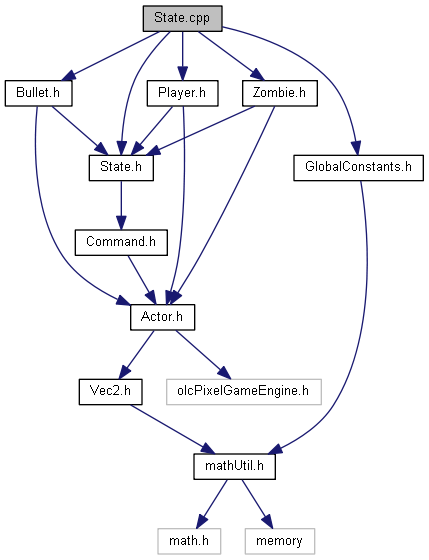 State.cpp
Bullet.h
Player.h
Zombie.h
State.h
GlobalConstants.h
Command.h
Actor.h
Vec2.h
olcPixelGameEngine.h
mathUtil.h
math.h
memory